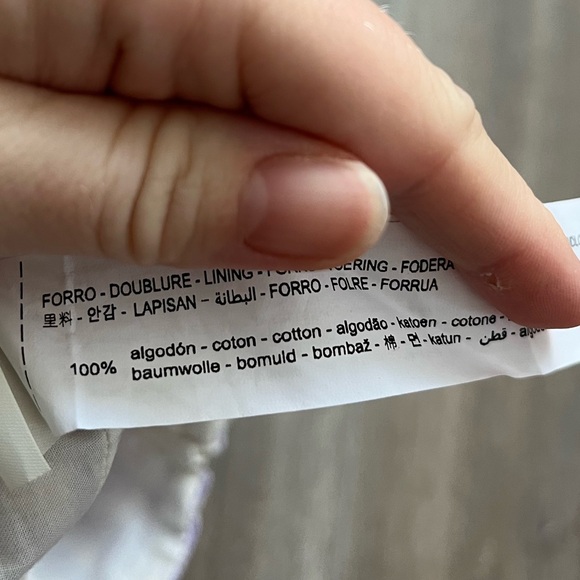 FORRO - DOUBLURE - LINING - VOERING - FODERA
里料 - 안감 - LAPISAN - البطانة - FORRO - FOLRE - FORRUA
100% algodón - coton - cotton - algodão - katoen - cotone -
baumwolle - bomuld - bombaž - 棉 - 면 - katun - قطن -